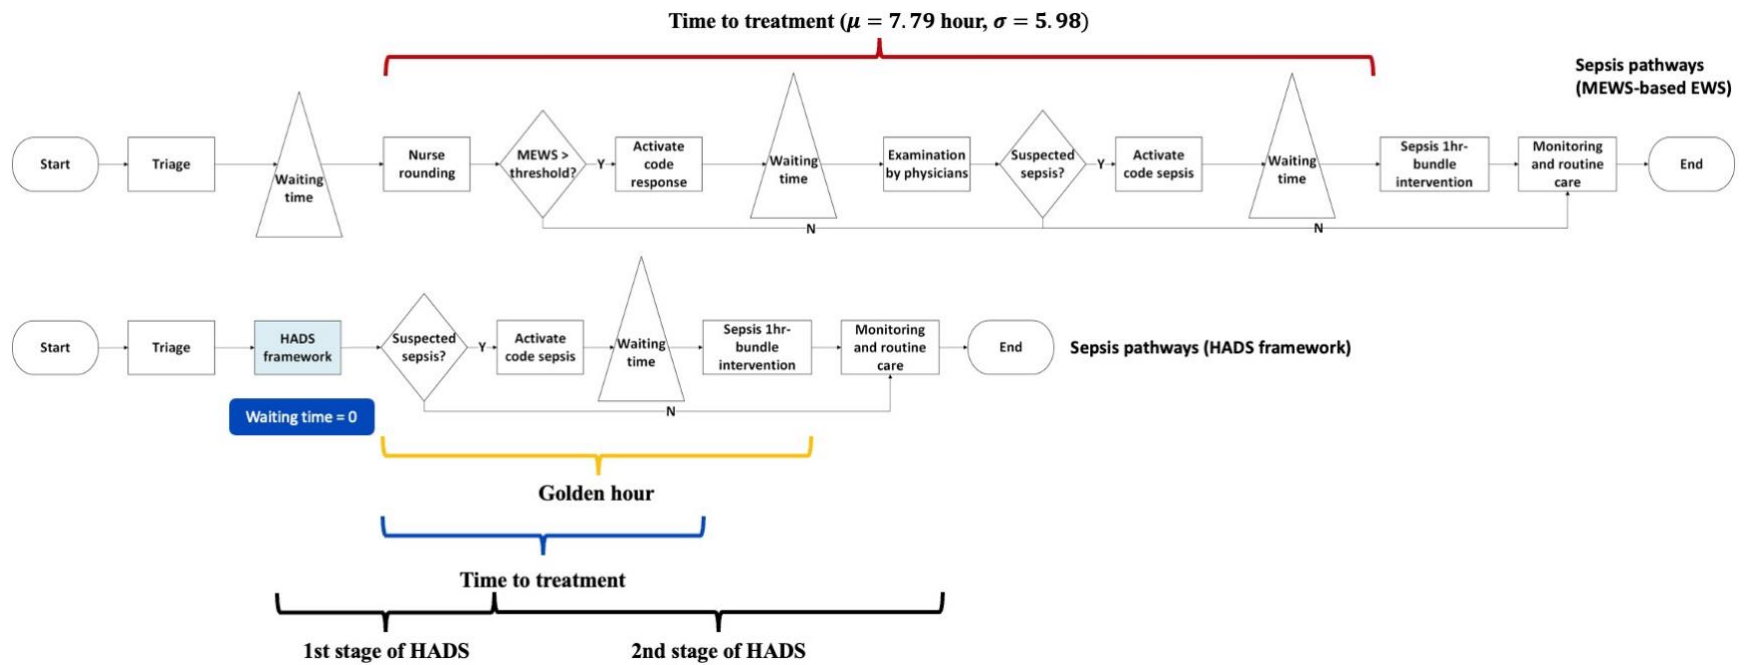 Time to treatment (μ = 7.79 hour, σ = 5.98)
Sepsis pathways
(MEWS-based EWS)
Start
Triage
Waiting
time
Nurse
rounding
MEWS >
threshold?
Y
Activate
code
response
Waiting
time
Examination
by physicians
Suspected
sepsis?
Y
Activate
code sepsis
Waiting
time
Sepsis 1hr-
bundle
intervention
Monitoring
and routine
care
End
N
N
Start
Triage
HADS
framework
Suspected
sepsis?
Y
Activate
code sepsis
Waiting
time
Sepsis 1hr-
bundle
intervention
Monitoring
and routine
care
End
Sepsis pathways (HADS framework)
N
Waiting time = 0
Golden hour
Time to treatment
1st stage of HADS
2nd stage of HADS